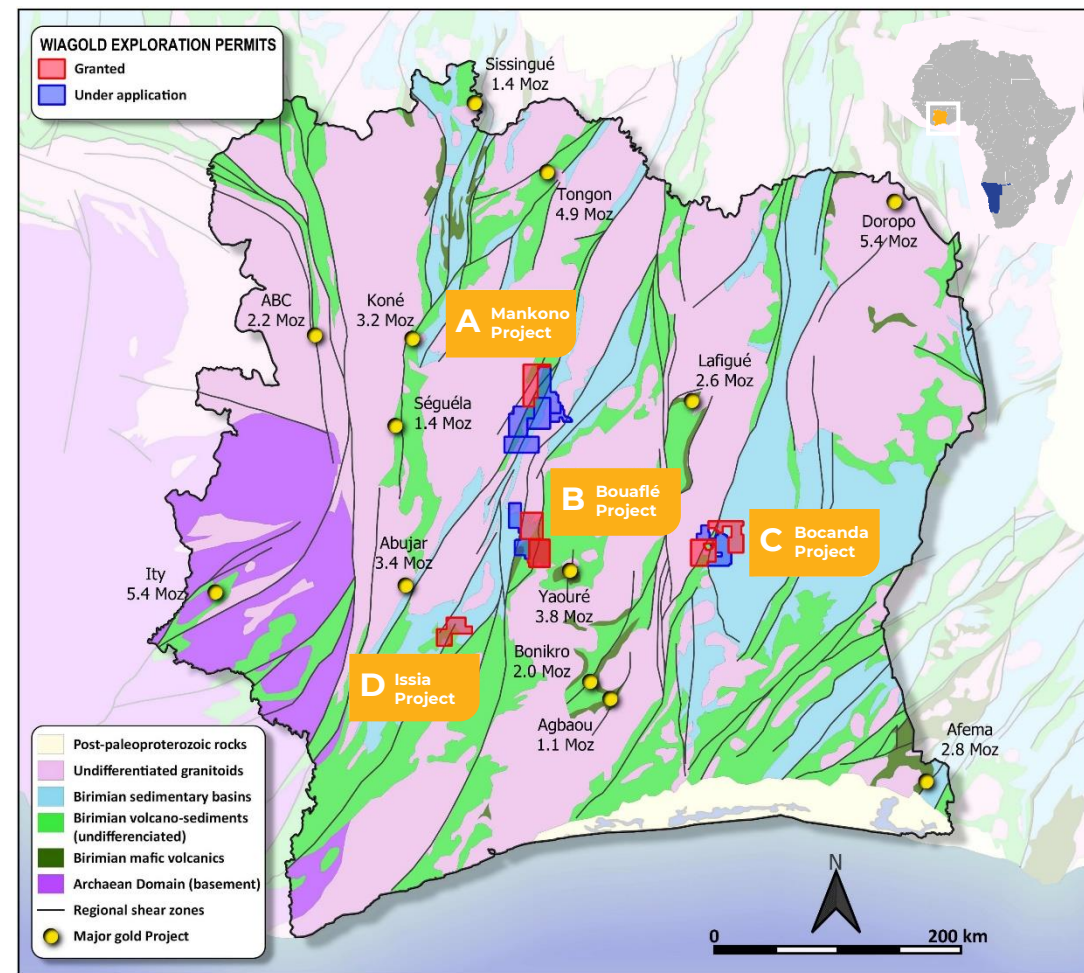 WIAGOLD EXPLORATION PERMITS
Granted
Under application
Sissingué
1.4 Moz
Tongon
4.9 Moz
Doropo
5.4 Moz
ABC
2.2 Moz
Koné
3.2 Moz
A Mankono
Project
Lafigué
2.6 Moz
Séguéla
1.4 Moz
B Bouaflé
Project
C Bocanda
Project
Abujar
3.4 Moz
Ity
5.4 Moz
Yaouré
3.8 Moz
D Issia
Project
Bonikro
2.0 Moz
Agbaou
1.1 Moz
Afema
2.8 Moz
Post-paleoproterozoic rocks
Undifferentiated granitoids
Birimian sedimentary basins
Birimian volcano-sediments
(undifferenciated)
Birimian mafic volcanics
Archaean Domain (basement)
Regional shear zones
Major gold Project
N
0 200 km